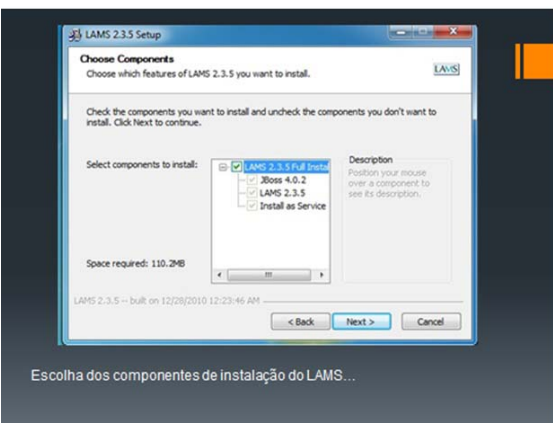 LAMS 2.3.5 Setup
Choose Components
Choose which features of LAMS 2.3.5 you want to install.
LAMS
Check the components you want to install and uncheck the components you don't want to
install. Click Next to continue.
Select components to install:
LAMS 2.3.5 Full Instal
JBoss 4.0.2
LAMS 2.3.5
Install as Service
Description
Position your mouse
over a component to
see its description.
Space required: 110.2MB
LAMS 2.3.5 -- built on 12/28/2010 12:23:46 AM
< Back
Next >
Cancel
Escolha dos componentes de instalação do LAMS...